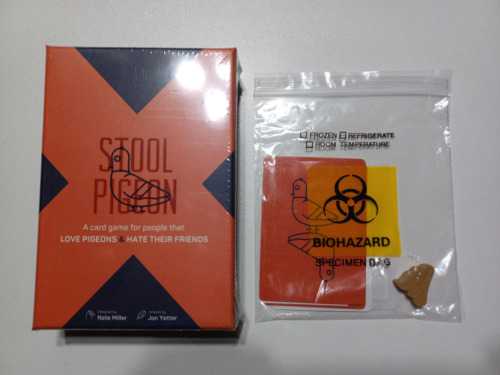 STOOL
PIGEON
A card game for people that
LOVE PIGEONS & HATE THEIR FRIENDS
Nate Miller
Jon Yetter
FROZEN REFRIGERATE
ROOM TEMPERATURE
BIOHAZARD
SPECIMEN BAG